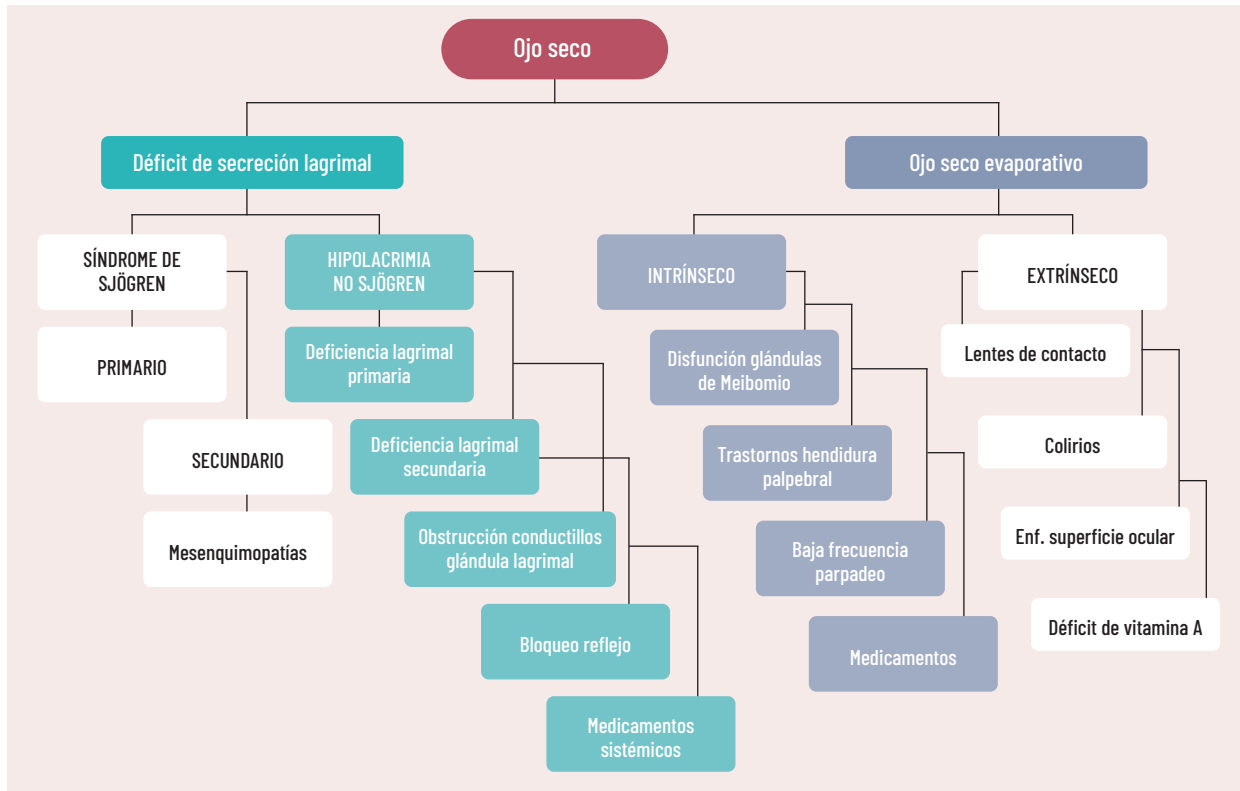 Ojo seco
Déficit de secreción lagrimal
Ojo seco evaporativo
SÍNDROME DE
SJÖGREN
HIPOLACRIMIA
NO SJÖGREN
INTRÍNSECO
EXTRÍNSECO
PRIMARIO
Deficiencia lagrimal
primaria
Disfunción glándulas
de Meibomio
Lentes de contacto
SECUNDARIO
Deficiencia lagrimal
secundaria
Trastornos hendidura
palpebral
Colirios
Mesenquimopatías
Obstrucción conductillos
glándula lagrimal
Baja frecuencia
parpadeo
Enf. superficie ocular
Bloqueo reflejo
Medicamentos
Déficit de vitamina A
Medicamentos
sistémicos